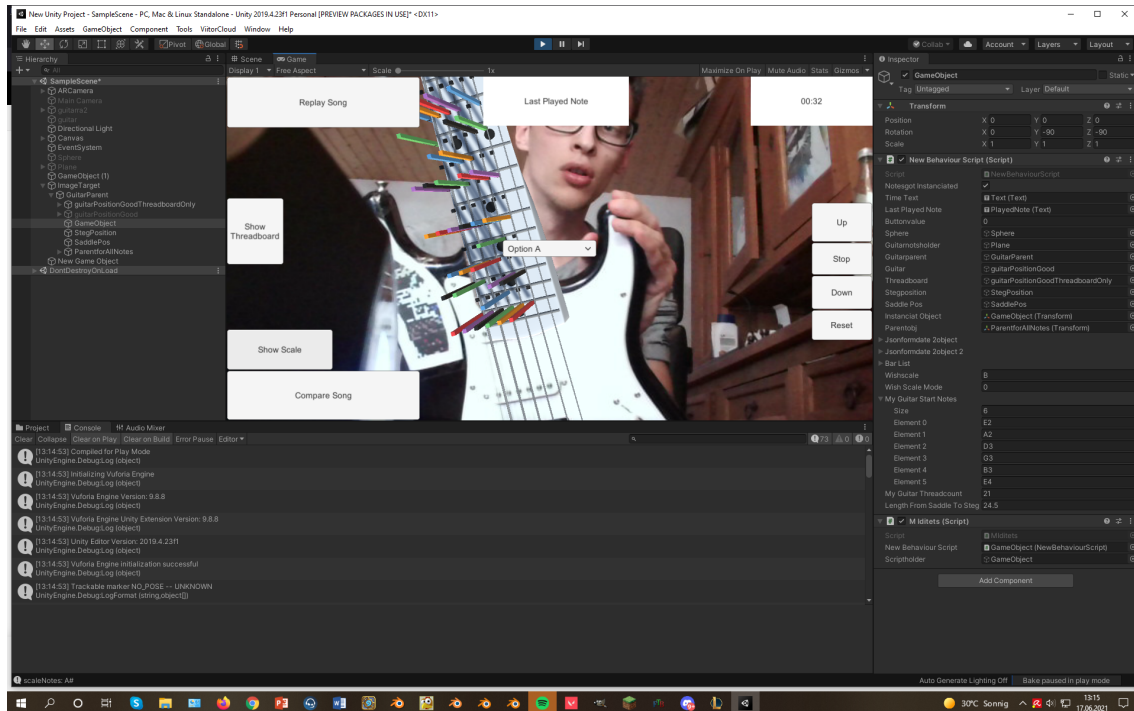 New Unity Project - SampleScene - PC, Mac & Linux Standalone - Unity 2019.4.23f1 Personal [PREVIEW PACKAGES IN USE]* <DX11>
File Edit Assets GameObject Component Tools ViitorCloud Window Help
Pivot Global Collab Account Layers Layout
Hierarchy
All
SampleScene*
ARCamera
Main Camera
guitarra2
guitar
Directional Light
Canvas
EventSystem
Sphere
Plane
GameObject (1)
ImageTarget
GuitarParent
guitarPositionGoodThreadboardOnly
guitarPositionGood
GameObject
StegPosition
SaddlePos
ParentforAllNotes
New Game Object
DontDestroyOnLoad
Scene Game
Display 1 Free Aspect Scale 1x Maximize On Play Mute Audio Stats Gizmos
Replay Song
Last Played Note
00:32
Show
Threadboard
Option A
Up
Stop
Down
Reset
Show Scale
Compare Song
Project Console Audio Mixer
Clear Collapse Clear on Play Clear on Build Error Pause Editor 73 0 0
[13:14:53] Compiled for Play Mode
UnityEngine.Debug:Log (object)
[13:14:53] Initializing Vuforia Engine
UnityEngine.Debug:Log (object)
[13:14:53] Vuforia Engine Version: 9.8.8
UnityEngine.Debug:Log (object)
[13:14:53] Vuforia Engine Unity Extension Version: 9.8.8
UnityEngine.Debug:Log (object)
[13:14:53] Unity Editor Version: 2019.4.23f1
UnityEngine.Debug:Log (object)
[13:14:53] Vuforia Engine initialization successful
UnityEngine.Debug:Log (object)
[13:14:53] Trackable marker NO_POSE -- UNKNOWN
UnityEngine.Debug:LogFormat (string,object[])
Inspector
GameObject Static
Tag Untagged Layer Default
Transform
Position X 0 Y 0 Z 0
Rotation X 0 Y -90 Z -90
Scale X 1 Y 1 Z 1
New Behaviour Script (Script)
Script NewBehaviourScript
Notesgot Instanciated
Time Text Text (Text)
Last Played Note PlayedNote (Text)
Buttonvalue 0
Sphere Sphere
Guitarnotsholder Plane
Guitarparent GuitarParent
Guitar guitarPositionGood
Threadboard guitarPositionGoodThreadboardOnly
Stegposition StegPosition
Saddle Pos SaddlePos
Instanciat Object GameObject (Transform)
Parentobj ParentforAllNotes (Transform)
Jsonformdate 2object
Jsonformdate 2object 2
Bar List
Wishscale B
Wish Scale Mode 0
My Guitar Start Notes
Size 6
Element 0 E2
Element 1 A2
Element 2 D3
Element 3 G3
Element 4 B3
Element 5 E4
My Guitar Threadcount 21
Length From Saddle To Steg 24.5
M Iditets (Script)
Script MIditets
New Behaviour Script GameObject (NewBehaviourScript)
Scriptholder GameObject
Add Component
scaleNotes: A#
Auto Generate Lighting Off Bake paused in play mode
30°C Sonnig
13:15
17.06.2021